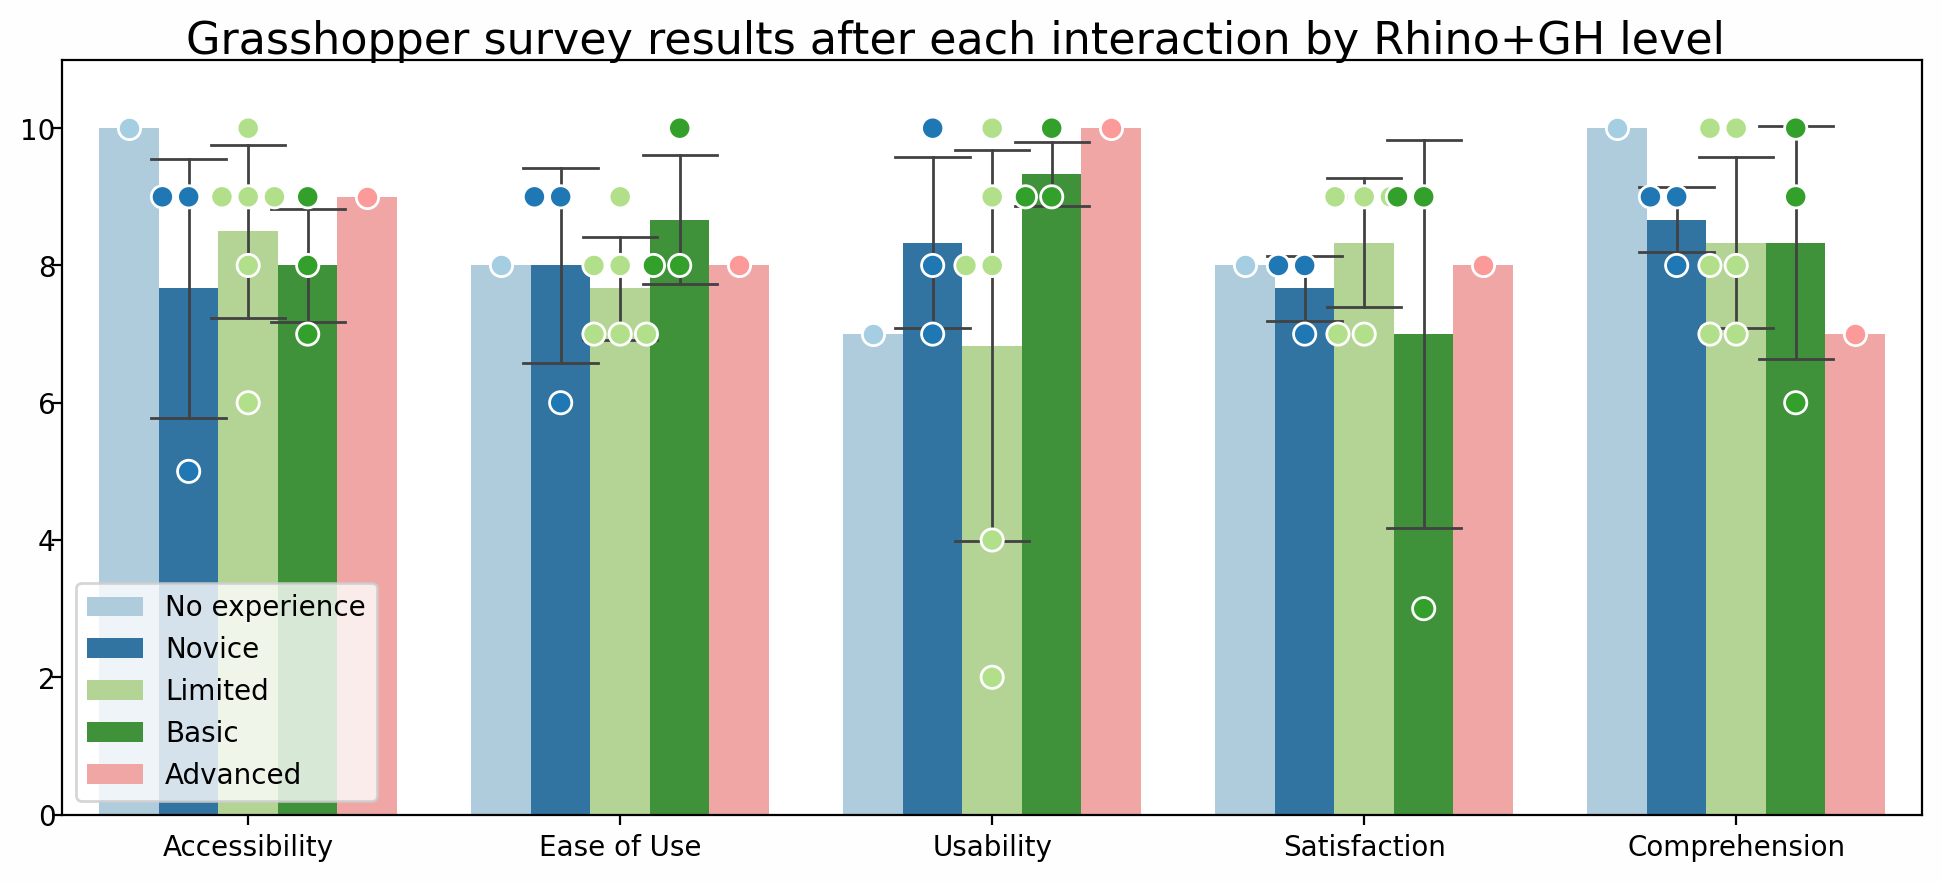 Grasshopper survey results after each interaction by Rhino+GH level
10
8
6
4
2
0
No experience
Novice
Limited
Basic
Advanced
Accessibility
Ease of Use
Usability
Satisfaction
Comprehension